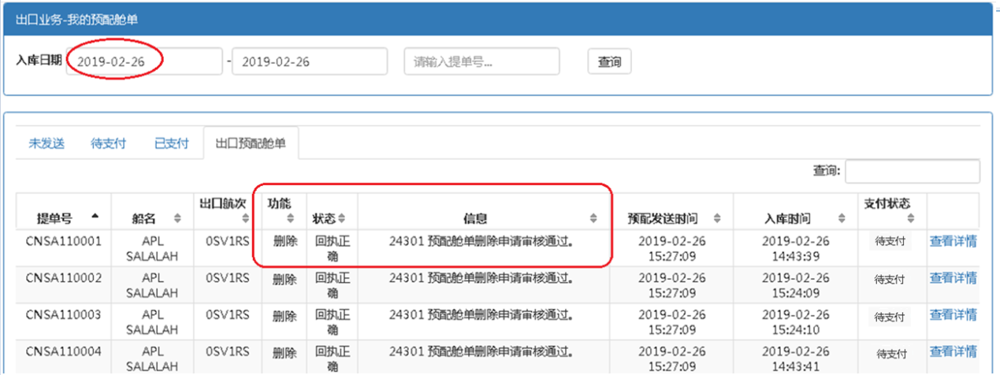 出口业务-我的预配舱单
入库日期 2019-02-26 - 2019-02-26 请输入提单号... 查询
未发送 待支付 已支付 出口预配舱单
查询:
提单号 船名 出口航次 功能 状态 信息 预配发送时间 入库时间 支付状态
CNSA110001 APL SALALAH 0SV1RS 删除 回执正确 24301 预配舱单删除申请审核通过。 2019-02-26 15:27:09 2019-02-26 14:43:39 待支付 查看详情
CNSA110002 APL SALALAH 0SV1RS 删除 回执正确 24301 预配舱单删除申请审核通过。 2019-02-26 15:27:09 2019-02-26 15:24:09 待支付 查看详情
CNSA110003 APL SALALAH 0SV1RS 删除 回执正确 24301 预配舱单删除申请审核通过。 2019-02-26 15:27:09 2019-02-26 15:24:10 待支付 查看详情
CNSA110004 APL SALALAH 0SV1RS 删除 回执正确 24301 预配舱单删除申请审核通过。 2019-02-26 15:27:09 2019-02-26 14:43:41 待支付 查看详情